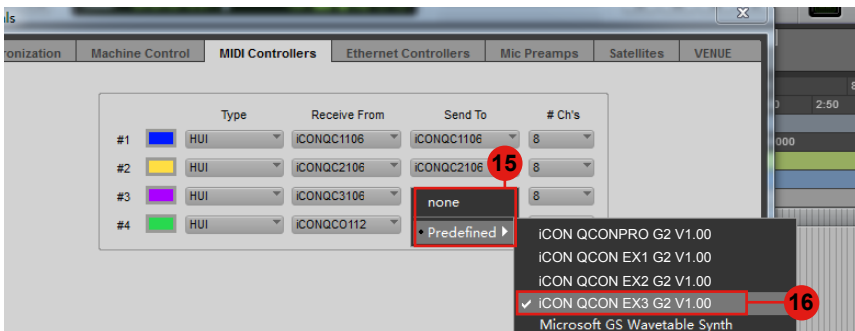 als
ronization Machine Control MIDI Controllers Ethernet Controllers Mic Preamps Satellites VENUE
Type Receive From Send To # Ch's
#1 HUI iCONQC1106 iCONQC1106 8
#2 HUI iCONQC2106 iCONQC2106 15 8
#3 HUI iCONQC3106 none 8
#4 HUI iCONQCO112 Predefined
iCON QCONPRO G2 V1.00
iCON QCON EX1 G2 V1.00
iCON QCON EX2 G2 V1.00
iCON QCON EX3 G2 V1.00 16
Microsoft GS Wavetable Synth
2:50
000